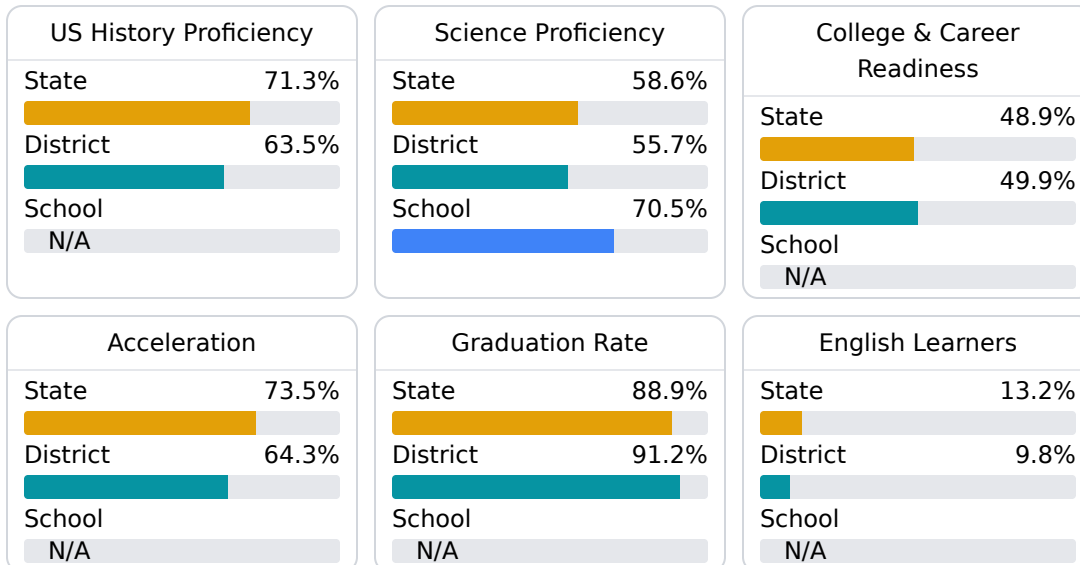 US History Proficiency
State 71.3%
District 63.5%
School
N/A
Science Proficiency
State 58.6%
District 55.7%
School 70.5%
College & Career
Readiness
State 48.9%
District 49.9%
School
N/A
Acceleration
State 73.5%
District 64.3%
School
N/A
Graduation Rate
State 88.9%
District 91.2%
School
N/A
English Learners
State 13.2%
District 9.8%
School
N/A